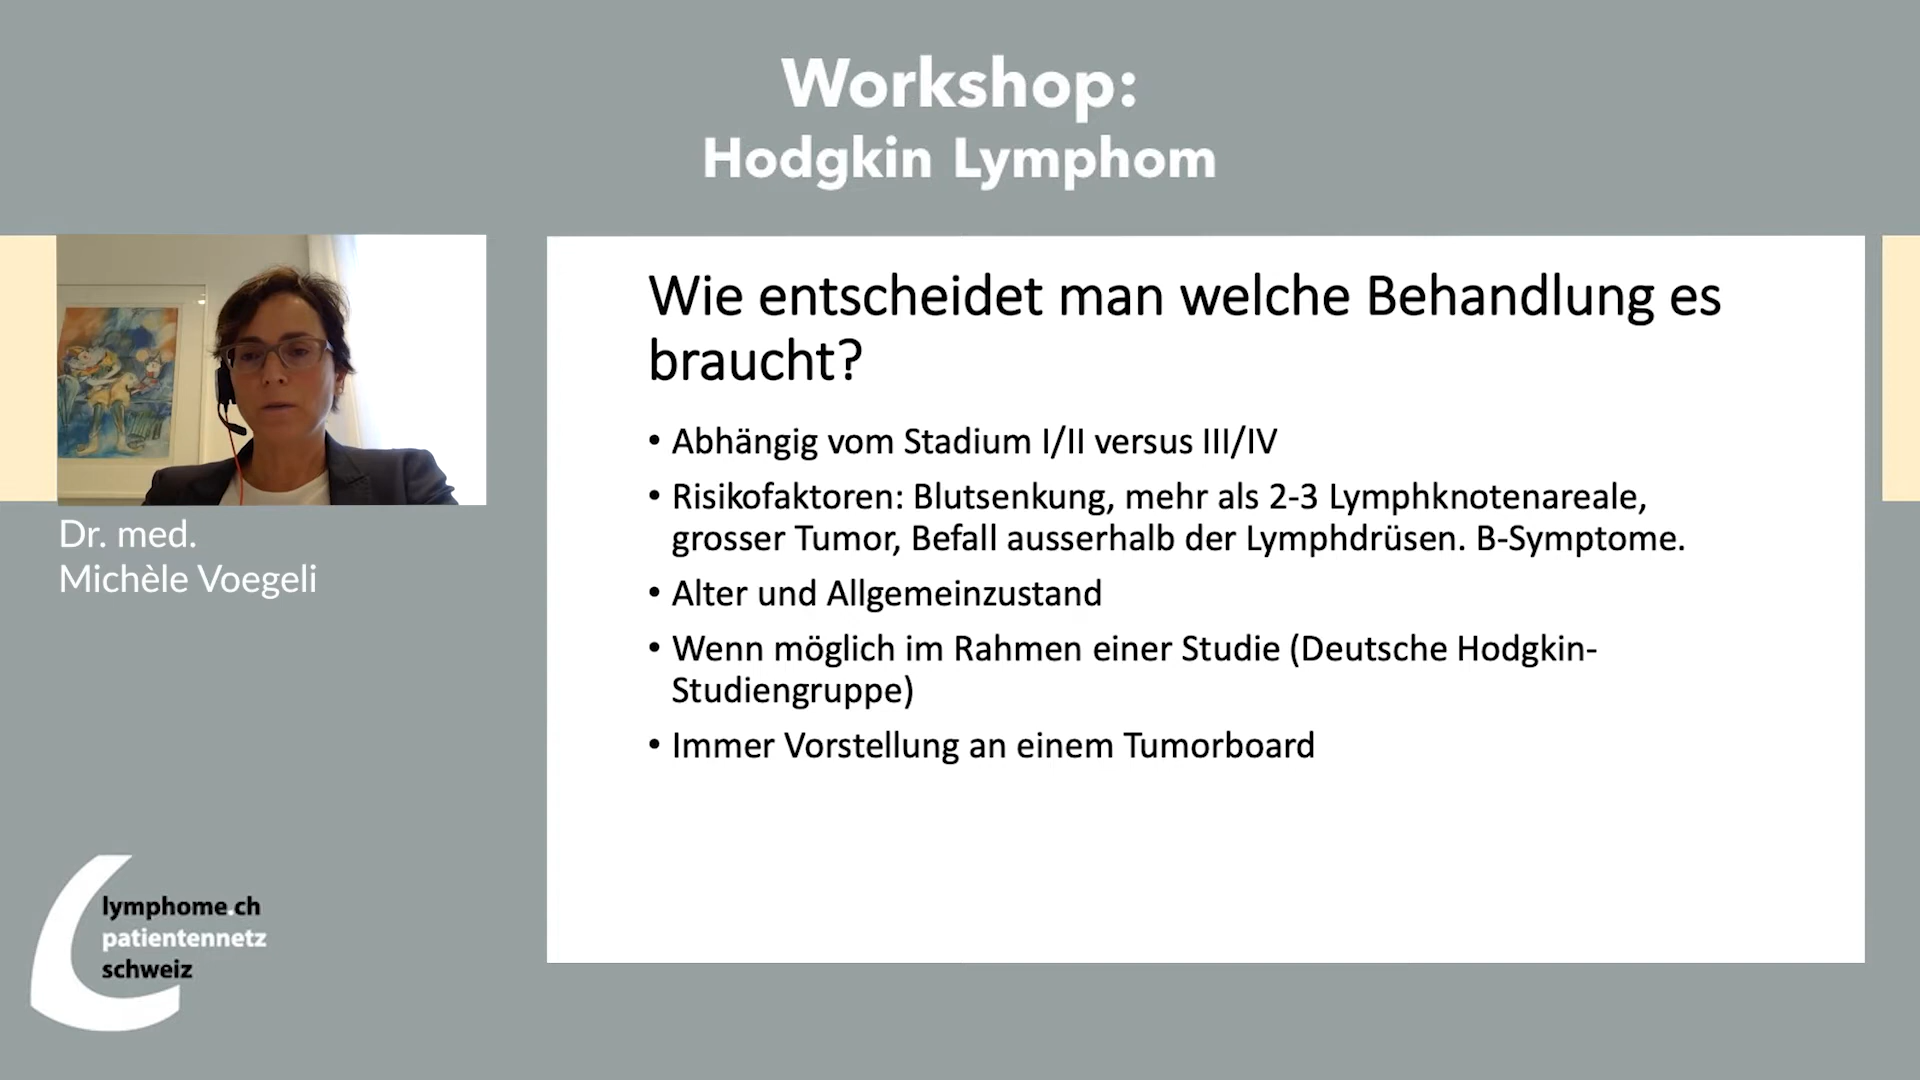 Workshop:
Hodgkin Lymphom
Wie entscheidet man welche Behandlung es
braucht?
• Abhängig vom Stadium I/II versus III/IV
• Risikofaktoren: Blutsenkung, mehr als 2-3 Lymphknotenareale,
grosser Tumor, Befall ausserhalb der Lymphdrüsen. B-Symptome.
• Alter und Allgemeinzustand
• Wenn möglich im Rahmen einer Studie (Deutsche Hodgkin-
Studiengruppe)
• Immer Vorstellung an einem Tumorboard
Dr. med.
Michèle Voegeli
lymphome.ch
patientennetz
schweiz